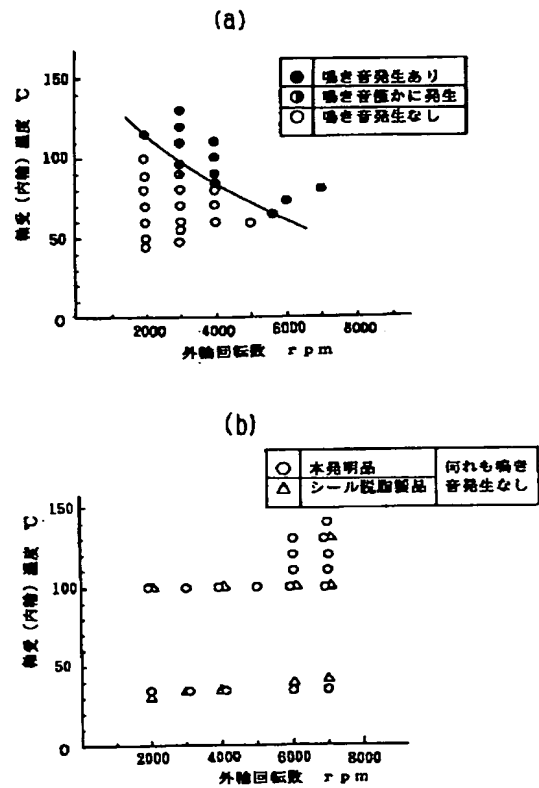 (a)
● 鳴き音発生あり
◐ 鳴き音僅かに発生
○ 鳴き音発生なし
軸受(内輪)温度 ℃
150
100
50
0
2000 4000 6000 8000
外輪回転数 rpm
(b)
○ 本発明品 何れも鳴き
△ シール脱脂製品 音発生なし
軸受(内輪)温度 ℃
150
100
50
0
2000 4000 6000 8000
外輪回転数 rpm